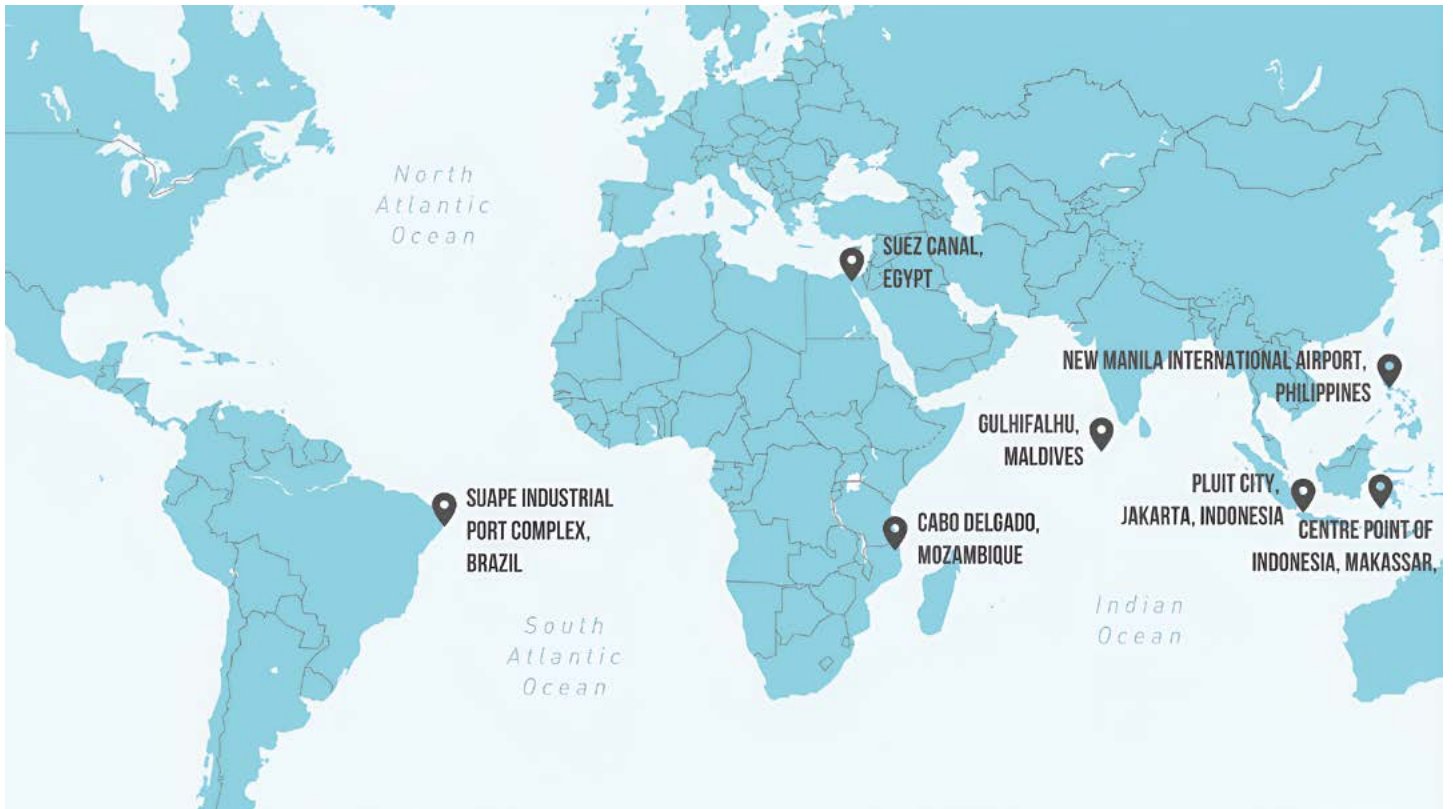 North
Atlantic
Ocean
SUEZ CANAL,
EGYPT
NEW MANILA INTERNATIONAL AIRPORT,
PHILIPPINES
GULHIFALHU,
MALDIVES
PLUIT CITY,
JAKARTA, INDONESIA
CENTRE POINT OF
INDONESIA, MAKASSAR,
SUAPE INDUSTRIAL
PORT COMPLEX,
BRAZIL
CABO DELGADO,
MOZAMBIQUE
South
Atlantic
Ocean
Indian
Ocean